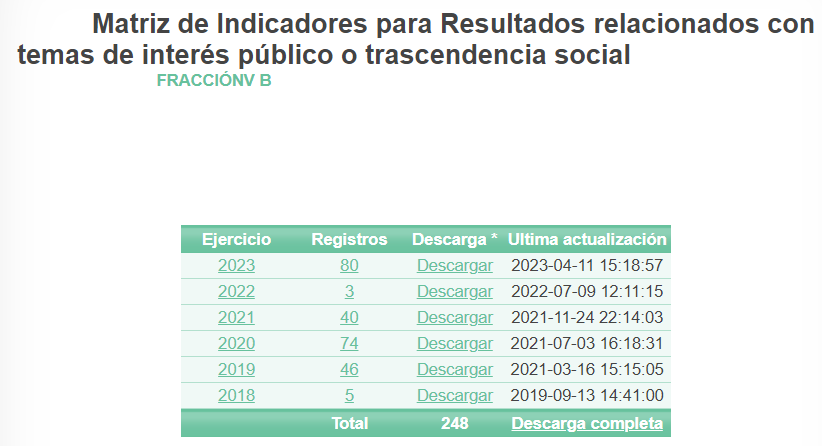 Matriz de Indicadores para Resultados relacionados con
temas de interés público o trascendencia social
FRACCIÓNV B
Ejercicio Registros Descarga * Ultima actualización
2023 80 Descargar 2023-04-11 15:18:57
2022 3 Descargar 2022-07-09 12:11:15
2021 40 Descargar 2021-11-24 22:14:03
2020 74 Descargar 2021-07-03 16:18:31
2019 46 Descargar 2021-03-16 15:15:05
2018 5 Descargar 2019-09-13 14:41:00
Total 248 Descarga completa